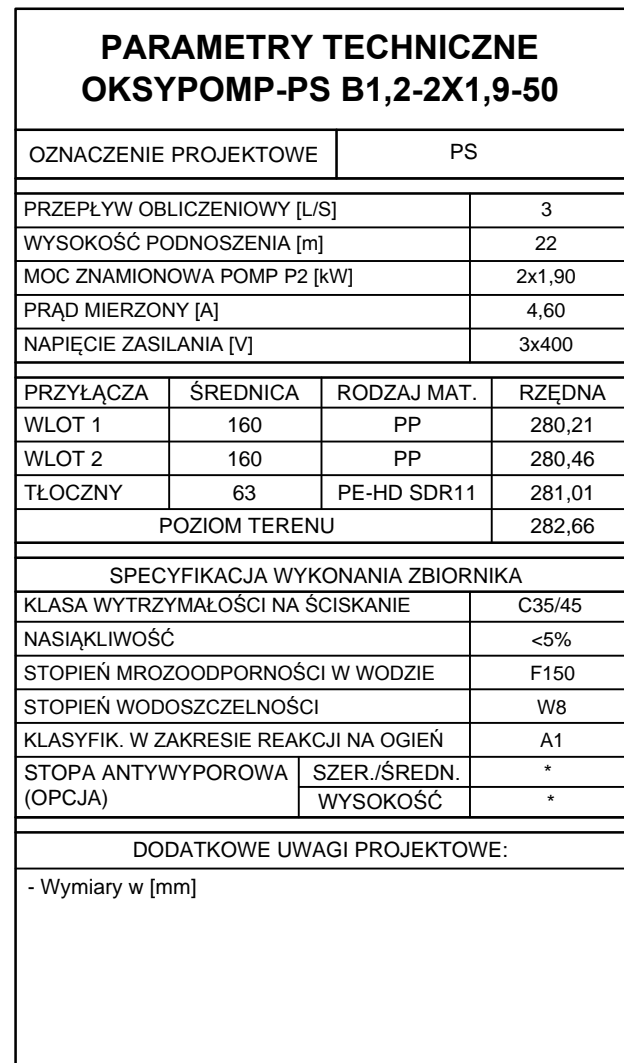 PARAMETRY TECHNICZNE
OKSYPOMP-PS B1,2-2X1,9-50
OZNACZENIE PROJEKTOWE PS
PRZEPŁYW OBLICZENIOWY [L/S] 3
WYSOKOŚĆ PODNOSZENIA [m] 22
MOC ZNAMIONOWA POMP P2 [kW] 2x1,90
PRĄD MIERZONY [A] 4,60
NAPIĘCIE ZASILANIA [V] 3x400
PRZYŁĄCZA ŚREDNICA RODZAJ MAT. RZĘDNA
WLOT 1 160 PP 280,21
WLOT 2 160 PP 280,46
TŁOCZNY 63 PE-HD SDR11 281,01
POZIOM TERENU 282,66
SPECYFIKACJA WYKONANIA ZBIORNIKA
KLASA WYTRZYMAŁOŚCI NA ŚCISKANIE C35/45
NASIĄKLIWOŚĆ <5%
STOPIEŃ MROZOODPORNOŚCI W WODZIE F150
STOPIEŃ WODOSZCZELNOŚCI W8
KLASYFIK. W ZAKRESIE REAKCJI NA OGIEŃ A1
STOPA ANTYWYPOROWA SZER./ŚREDN. *
(OPCJA) WYSOKOŚĆ *
DODATKOWE UWAGI PROJEKTOWE:
- Wymiary w [mm]